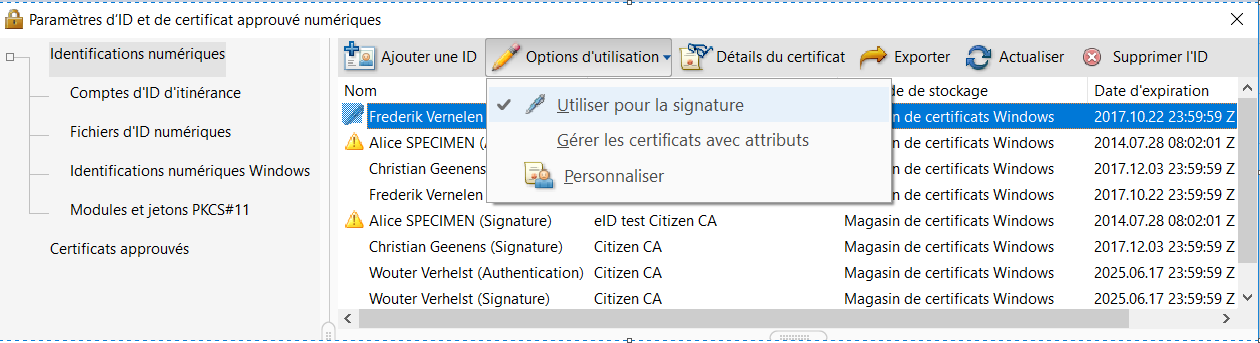 Paramètres d'ID et de certificat approuvé numériques
Identifications numériques
Comptes d'ID d'itinérance
Fichiers d'ID numériques
Identifications numériques Windows
Modules et jetons PKCS#11
Certificats approuvés
Ajouter une ID Options d'utilisation Détails du certificat Exporter Actualiser Supprimer l'ID
Utiliser pour la signature
Gérer les certificats avec attributs
Personnaliser
Nom de de stockage Date d'expiration
Frederik Vernelen in de certificats Windows 2017.10.22 23:59:59 Z
Alice SPECIMEN ( in de certificats Windows 2014.07.28 08:02:01 Z
Christian Geenens in de certificats Windows 2017.12.03 23:59:59 Z
Frederik Vernelen in de certificats Windows 2017.10.22 23:59:59 Z
Alice SPECIMEN (Signature) eID test Citizen CA Magasin de certificats Windows 2014.07.28 08:02:01 Z
Christian Geenens (Signature) Citizen CA Magasin de certificats Windows 2017.12.03 23:59:59 Z
Wouter Verhelst (Authentication) Citizen CA Magasin de certificats Windows 2025.06.17 23:59:59 Z
Wouter Verhelst (Signature) Citizen CA Magasin de certificats Windows 2025.06.17 23:59:59 Z